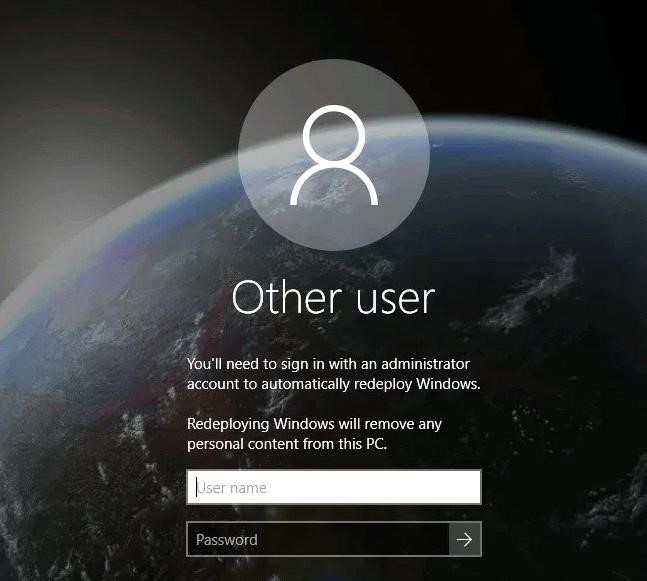 Other user
You'll need to sign in with an administrator
account to automatically redeploy Windows.
Redeploying Windows will remove any
personal content from this PC.
User name
Password